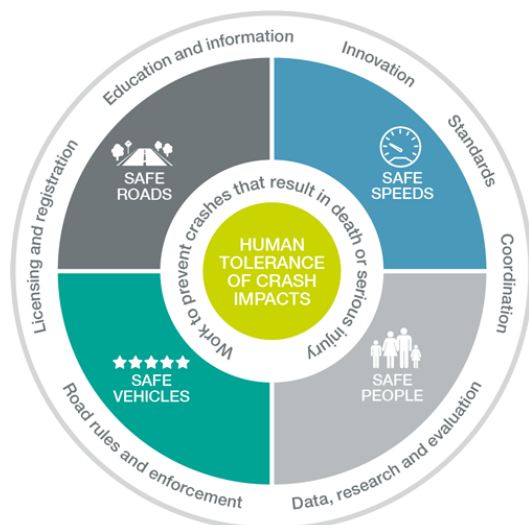 Education and information
Innovation
Standards
Coordination
Data, research and evaluation
Road rules and enforcement
Licensing and registration
SAFE
ROADS
SAFE
SPEEDS
SAFE
VEHICLES
SAFE
PEOPLE
Work to prevent crashes that result in death or serious injury
HUMAN
TOLERANCE
OF CRASH
IMPACTS